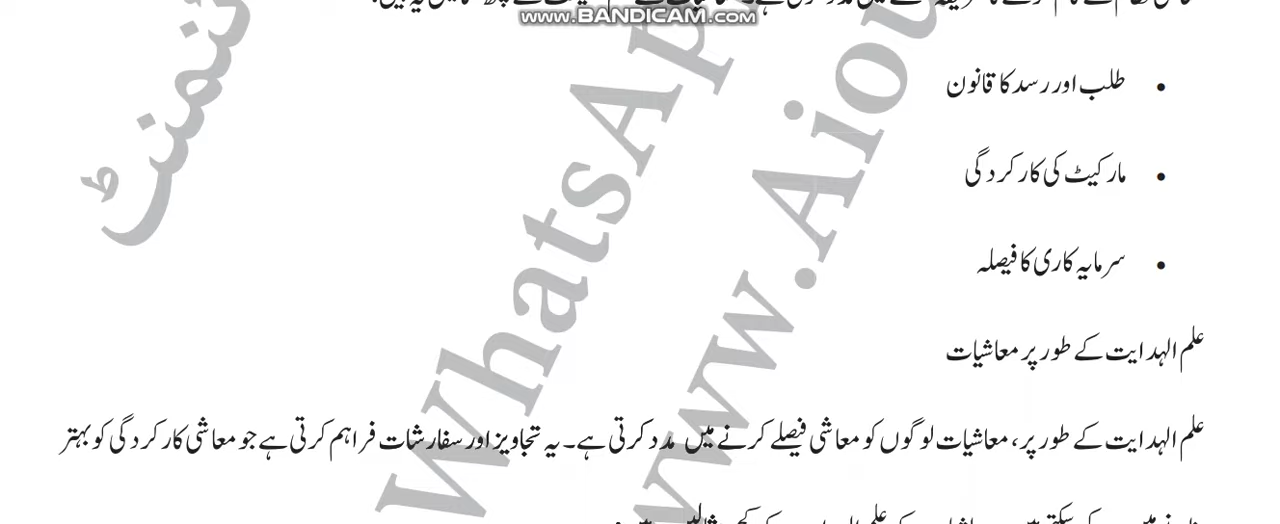 www.BANDICAM.com
• طلب اور رسد کا قانون
• مارکیٹ کی کارکردگی
• سرمایہ کاری کا فیصلہ
علم الہدایت کے طور پر معاشیات
علم الہدایت کے طور پر، معاشیات لوگوں کو معاشی فیصلے کرنے میں مدد کرتی ہے۔ یہ تجاویز اور سفارشات فراہم کرتی ہے جو معاشی کارکردگی کو بہتر
WhatsAp
www.Aiou